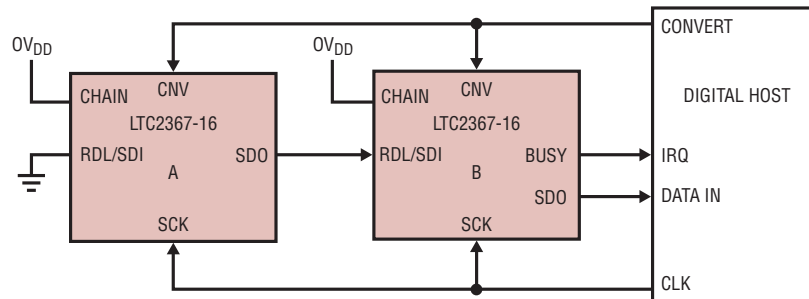 CONVERT
OVDD
OVDD
CHAIN
CNV
LTC2367-16
RDL/SDI
SDO
A
SCK
CHAIN
CNV
LTC2367-16
RDL/SDI
BUSY
B
SDO
SCK
DIGITAL HOST
IRQ
DATA IN
CLK